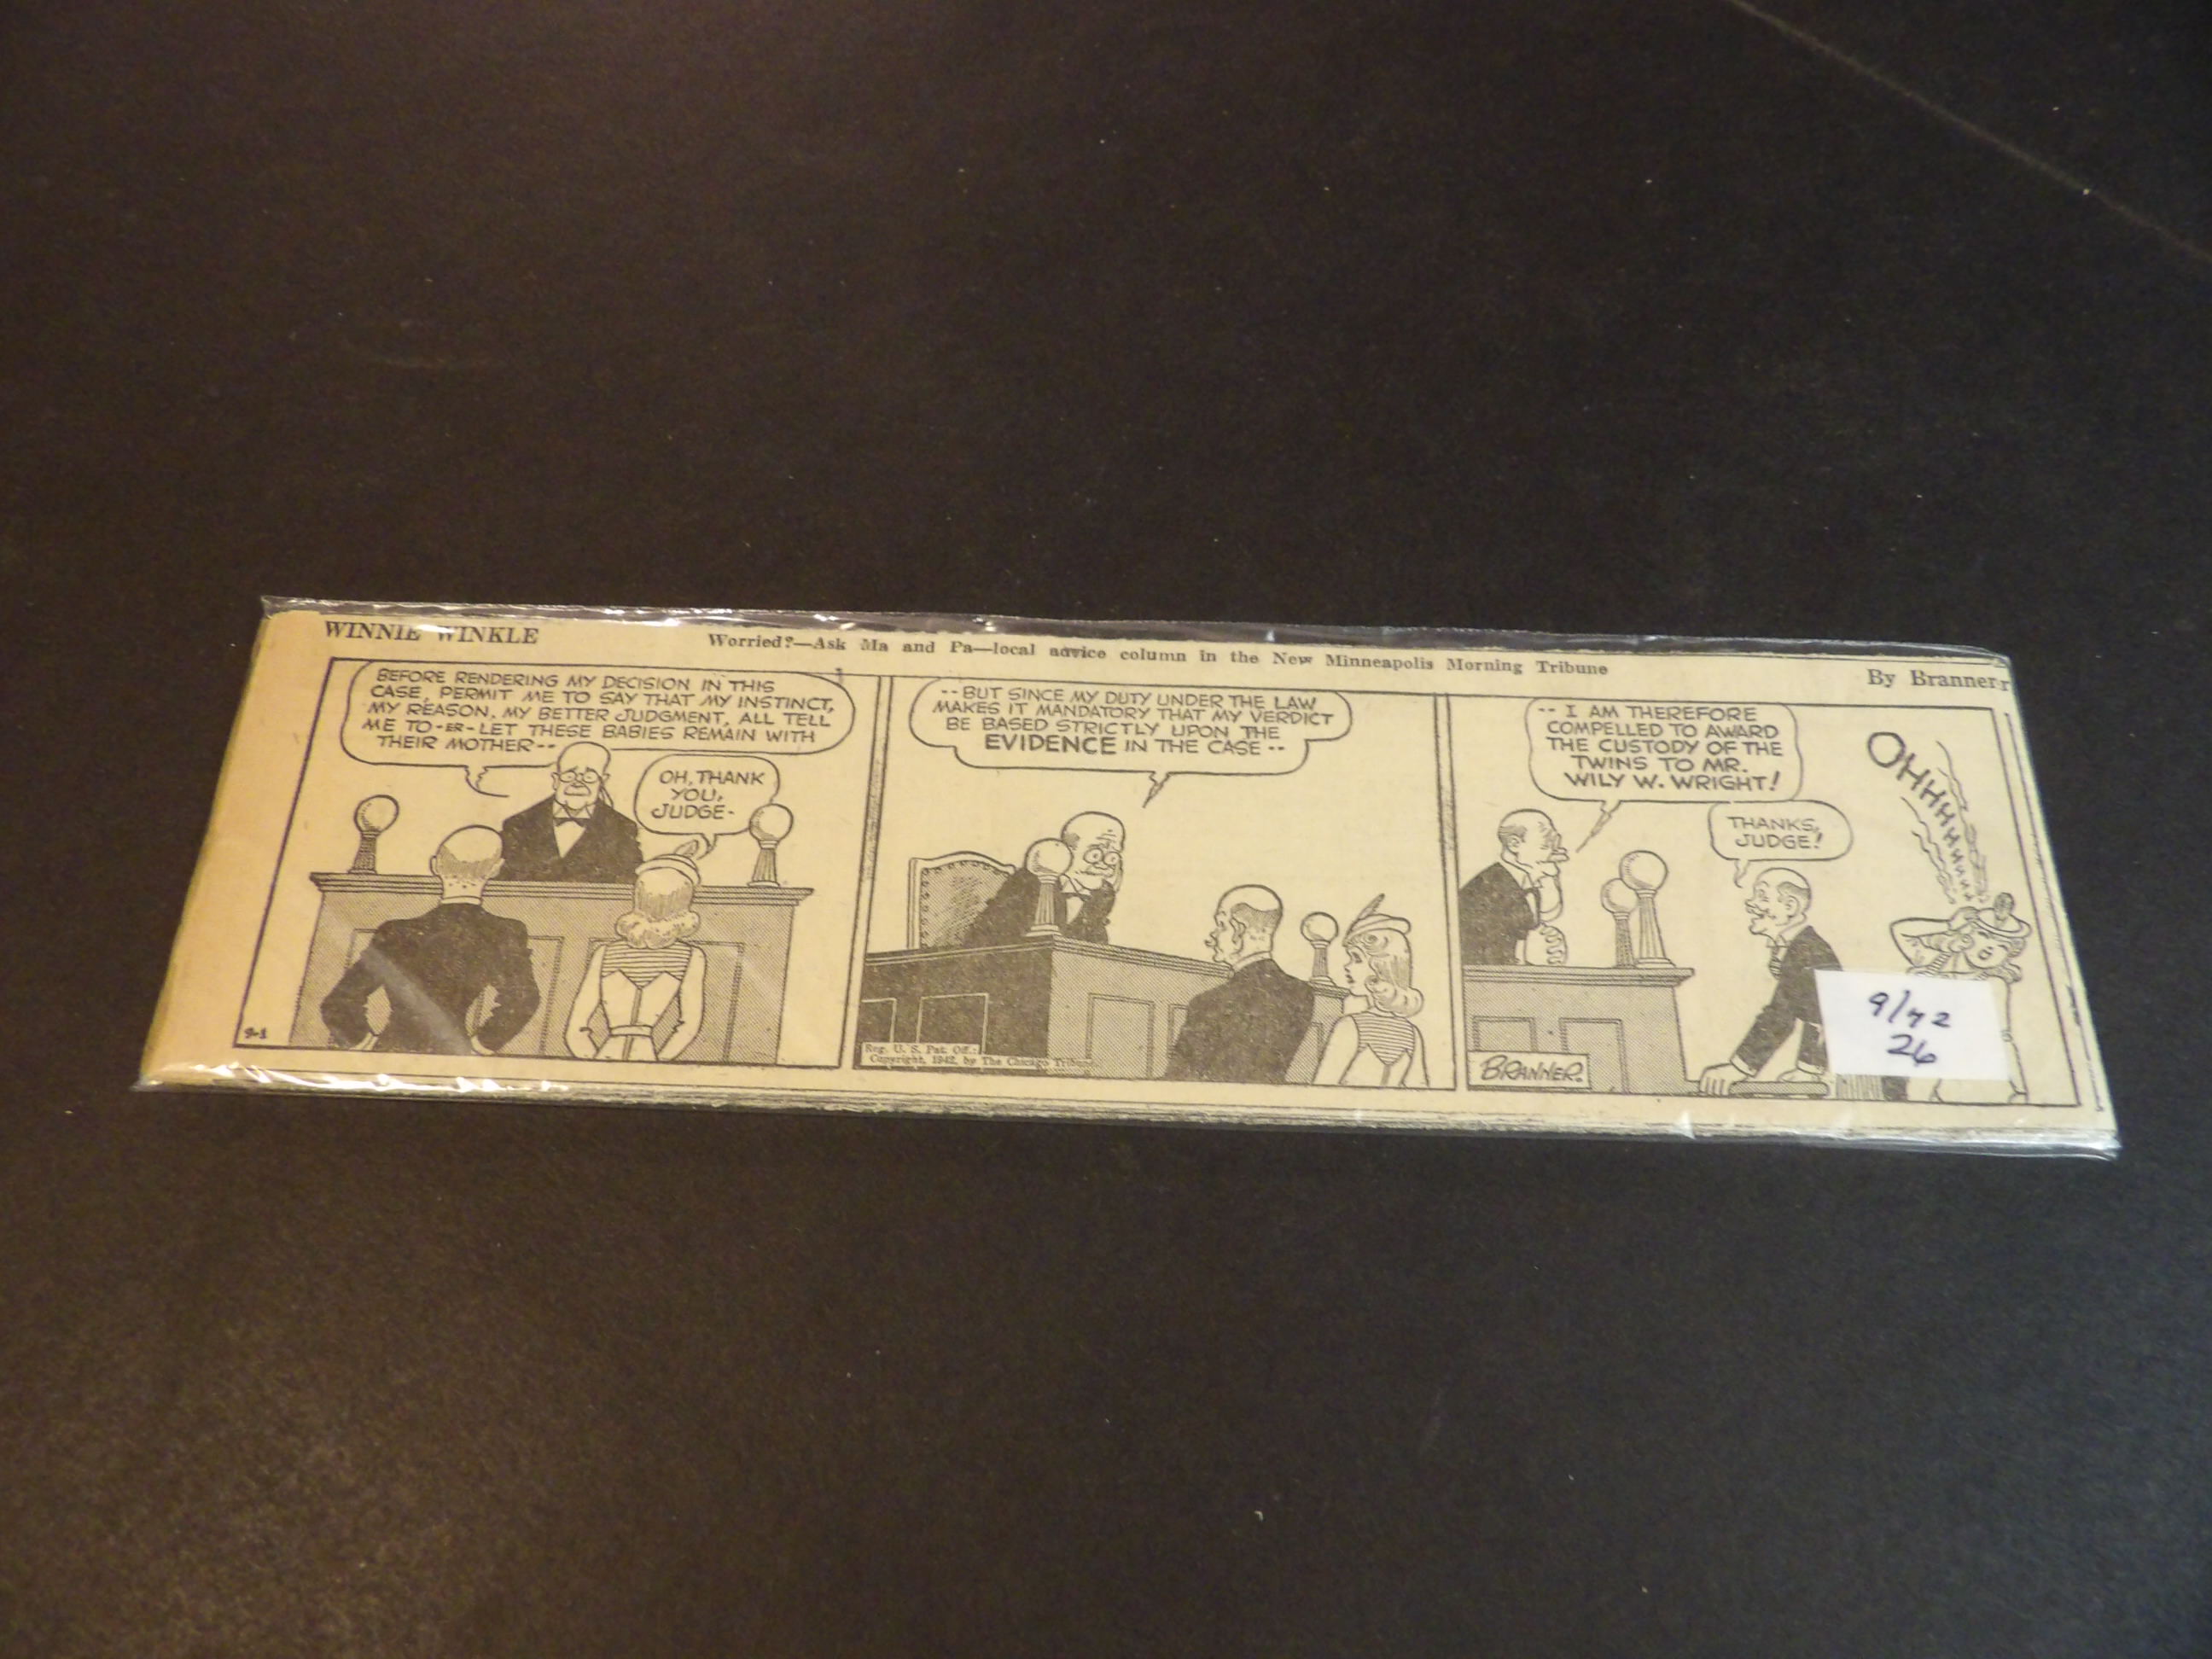 WINNIE WINKLE
Worried?—Ask Ma and Pa—local advice column in the New Minneapolis Morning Tribune
By Branner
BEFORE RENDERING MY DECISION IN THIS
CASE, PERMIT ME TO SAY THAT MY INSTINCT,
MY REASON, MY BETTER JUDGMENT, ALL TELL
ME TO-ER-LET THESE BABIES REMAIN WITH
THEIR MOTHER--
OH, THANK
YOU,
JUDGE-
9-1
--BUT SINCE MY DUTY UNDER THE LAW
MAKES IT MANDATORY THAT MY VERDICT
BE BASED STRICTLY UPON THE
EVIDENCE IN THE CASE--
Reg. U. S. Pat. Off.:
Copyright, 1942, by The Chicago Tribune.
--I AM THEREFORE
COMPELLED TO AWARD
THE CUSTODY OF THE
TWINS TO MR.
WILY W. WRIGHT!
THANKS,
JUDGE!
OHHHHHHHH
BRANNER.
9/42
26